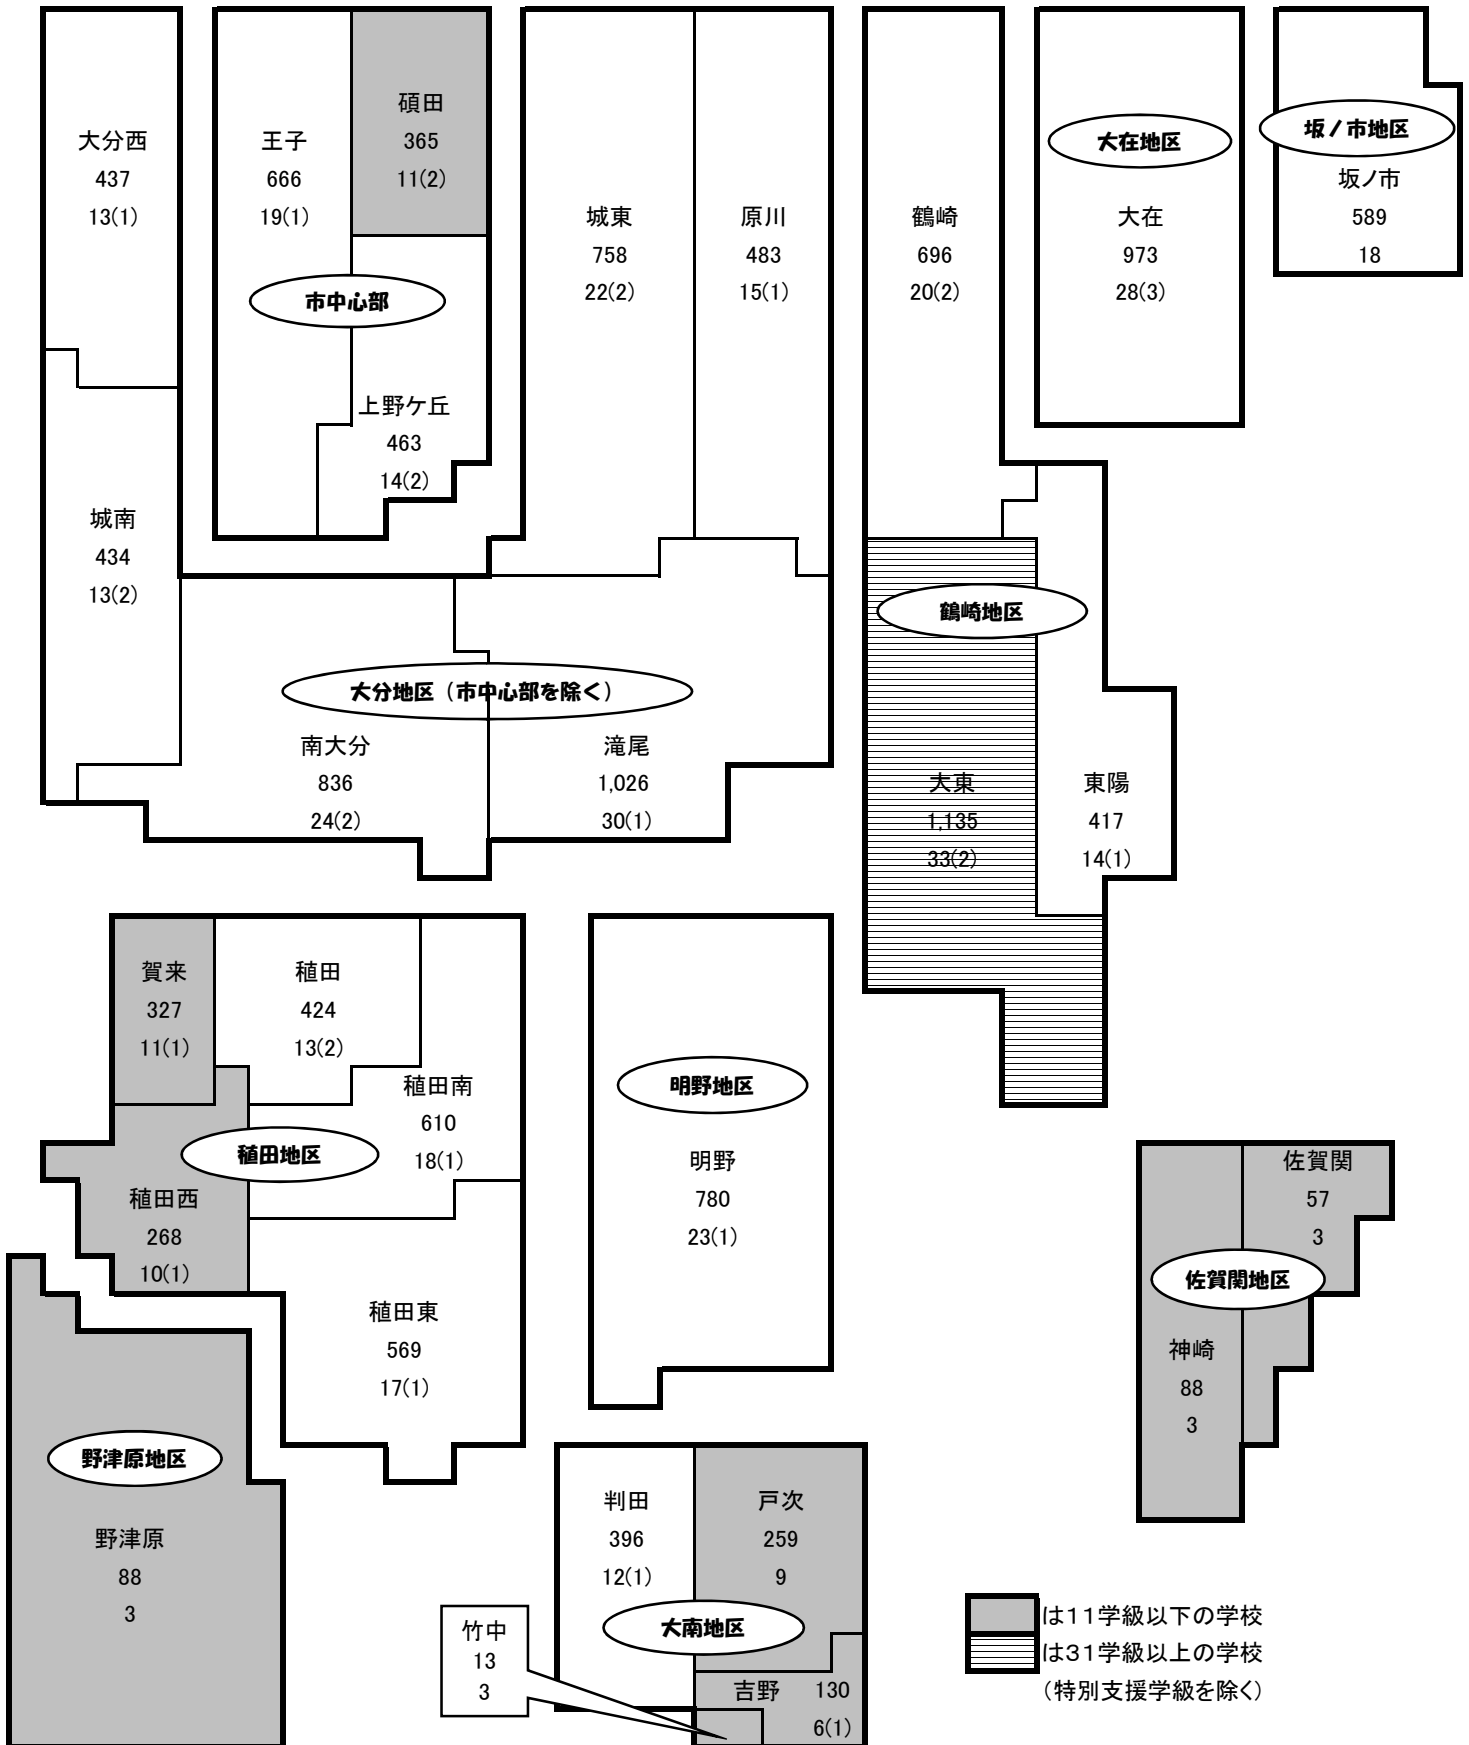 大分西
437
13(1)
城南
434
13(2)
王子
666
19(1)
碩田
365
11(2)
市中心部
上野ケ丘
463
14(2)
城東
758
22(2)
原川
483
15(1)
大分地区（市中心部を除く）
南大分
836
24(2)
滝尾
1,026
30(1)
鶴崎
696
20(2)
鶴崎地区
大東
1,135
33(2)
東陽
417
14(1)
大在地区
大在
973
28(3)
坂ノ市地区
坂ノ市
589
18
賀来
327
11(1)
稙田
424
13(2)
稙田南
610
18(1)
稙田地区
稙田西
268
10(1)
稙田東
569
17(1)
明野地区
明野
780
23(1)
佐賀関
57
3
佐賀関地区
神崎
88
3
野津原地区
野津原
88
3
判田
396
12(1)
戸次
259
9
大南地区
竹中
13
3
吉野 130
6(1)
は１１学級以下の学校
は３１学級以上の学校
（特別支援学級を除く）